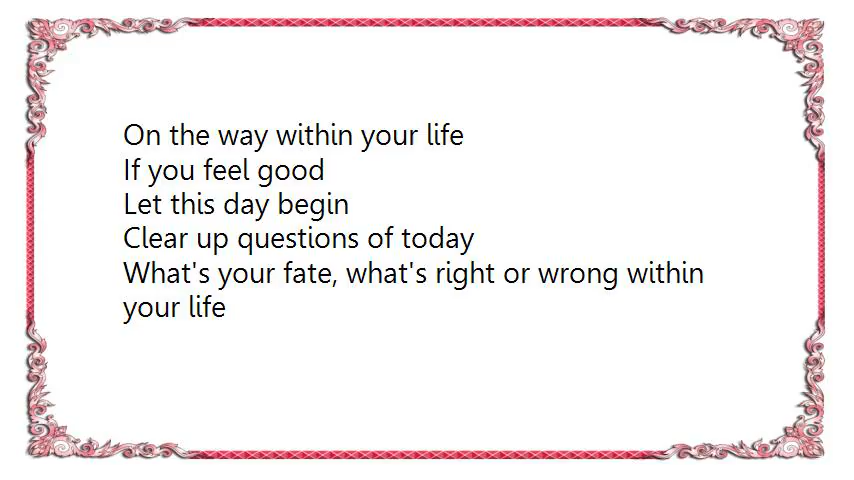 On the way within your life
If you feel good
Let this day begin
Clear up questions of today
What's your fate, what's right or wrong within
your life